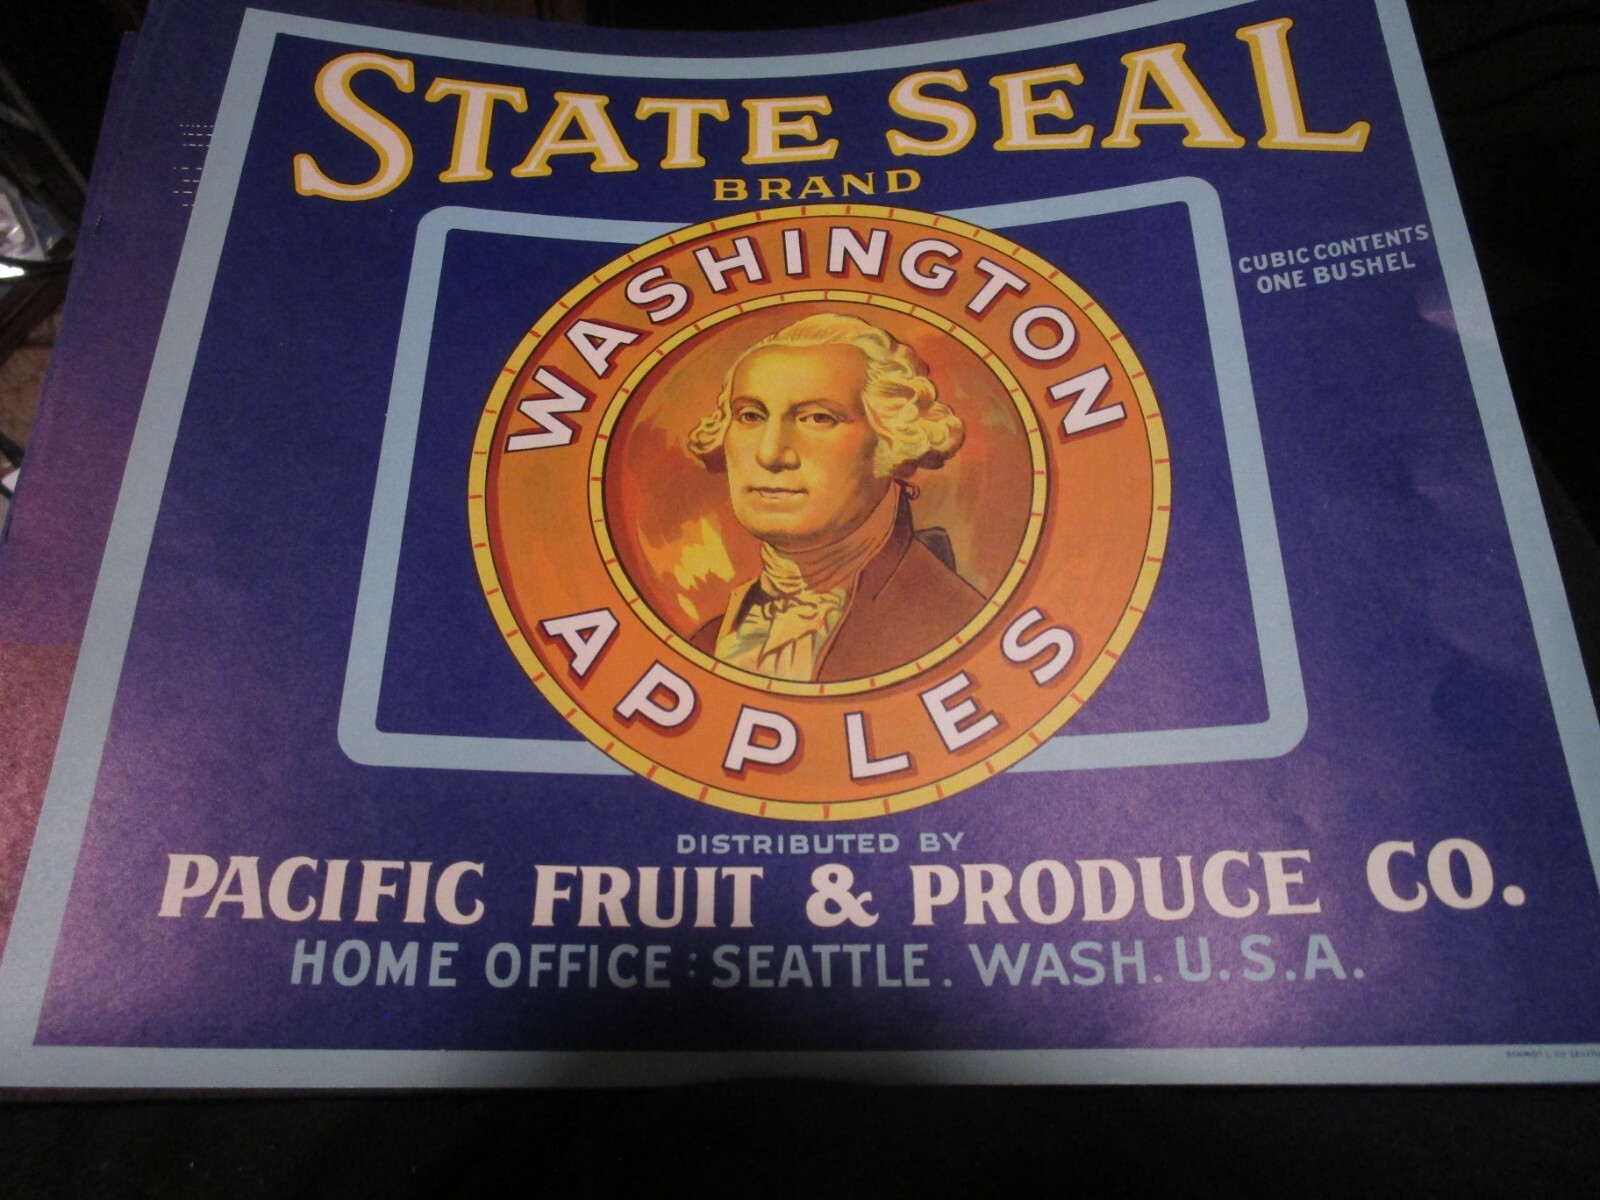 STATE SEAL
BRAND
CUBIC CONTENTS
ONE BUSHEL
WASHINGTON
APPLES
DISTRIBUTED BY
PACIFIC FRUIT & PRODUCE CO.
HOME OFFICE: SEATTLE. WASH. U.S.A.